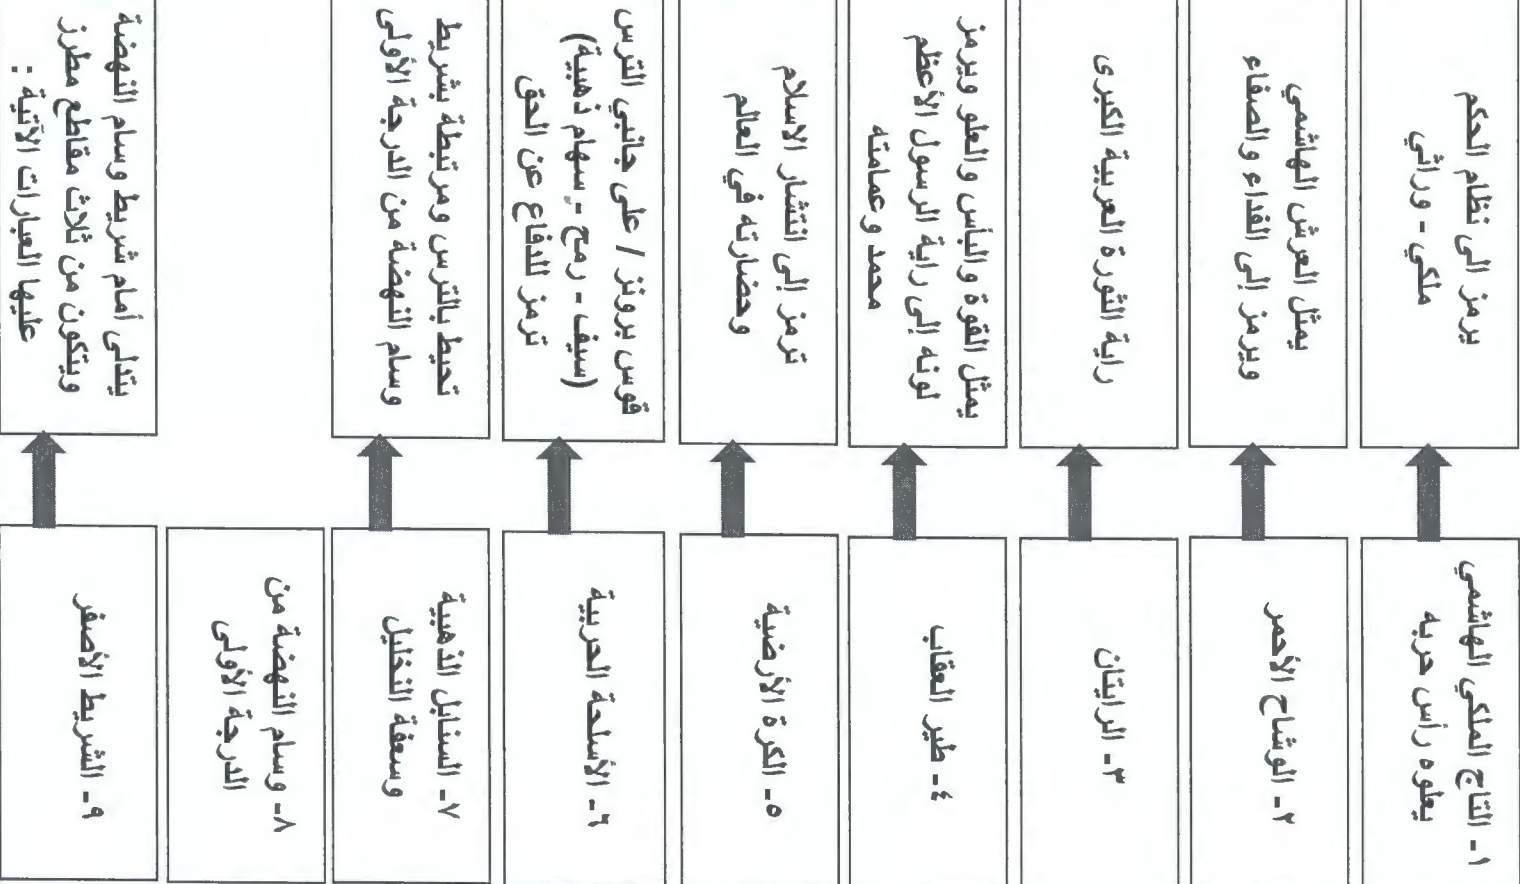 ١- التاج الملكي الهاشمي
يعلوه رأس حربه
يرمز الى نظام الحكم
ملكي - وراثي
٢- الوشاح الأحمر
يمثل العرش الهاشمي
ويرمز إلى الفداء والصفاء
٣- الرايتان
راية الثورة العربية الكبرى
٤- طير العقاب
يمثل القوة والبأس والعلو ويرمز
لونه إلى راية الرسول الأعظم
محمد وعمامته
٥- الكرة الأرضية
ترمز إلى انتشار الاسلام
وحضارته في العالم
٦- الأسلحة الحربية
قوس برونز / على جانبي الترس
(سيف - رمح - سهام ذهبية)
ترمز للدفاع عن الحق
٧- السنابل الذهبية
وسعفة النخليل
تحيط بالترس ومرتبطة بشريط
وسام النهضة من الدرجة الأولى
٨- وسام النهضة من
الدرجة الأولى
٩- الشريط الأصفر
يتدلى أمام شريط وسام النهضة
ويتكون من ثلاث مقاطع مطرز
عليها العبارات الآتية :